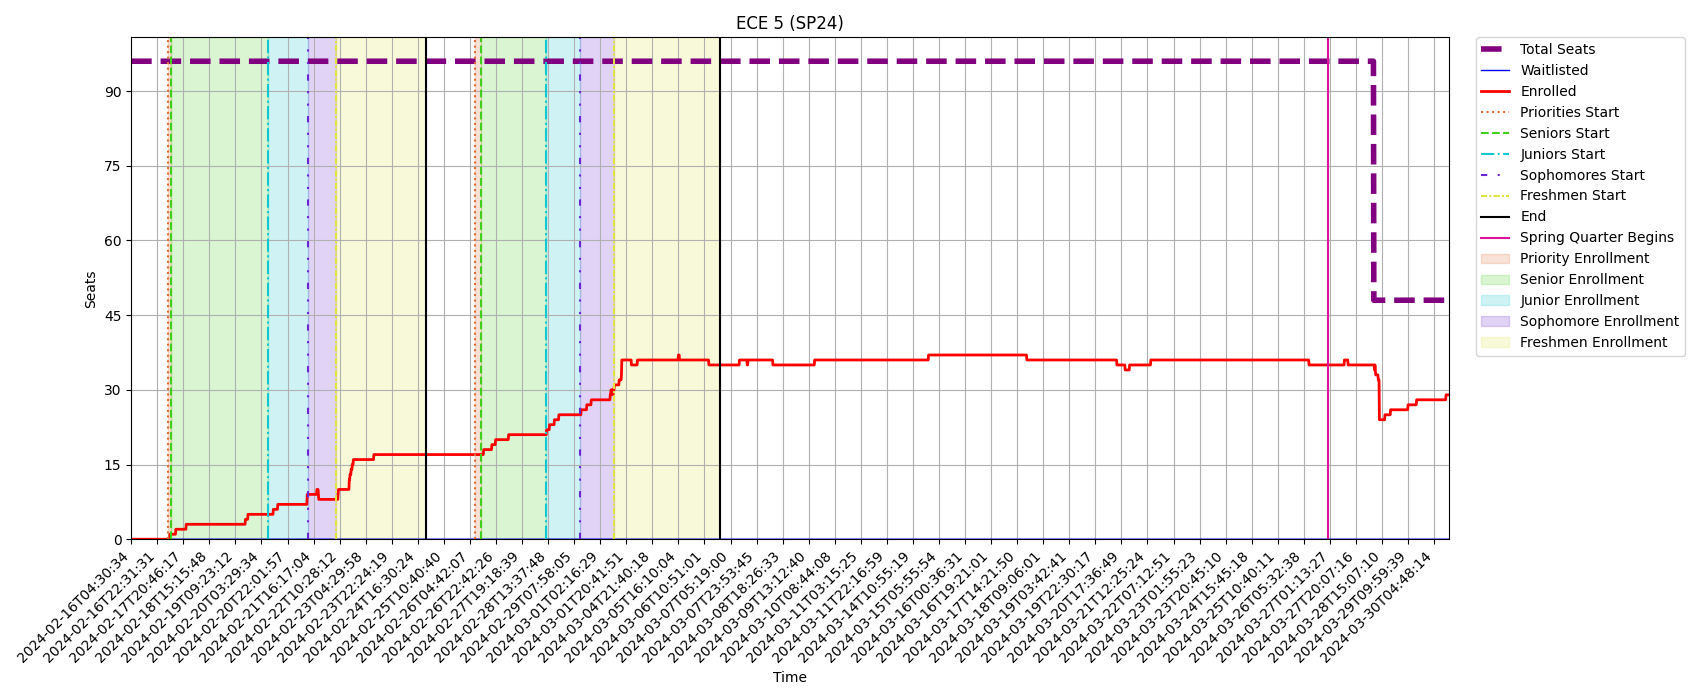 ECE 5 (SP24)
Seats
90
75
60
45
30
15
0
2024-02-16T04:30:34
2024-02-16T22:31:31
2024-02-17T20:46:17
2024-02-18T15:15:48
2024-02-19T09:23:12
2024-02-20T03:29:34
2024-02-20T22:01:57
2024-02-21T16:17:04
2024-02-22T10:28:12
2024-02-23T04:29:58
2024-02-23T22:24:19
2024-02-24T16:30:24
2024-02-25T10:40:40
2024-02-26T04:42:07
2024-02-26T22:42:26
2024-02-27T19:18:39
2024-02-28T13:37:48
2024-02-29T07:58:05
2024-03-01T02:16:29
2024-03-01T20:41:51
2024-03-04T21:40:18
2024-03-05T16:10:04
2024-03-06T10:51:01
2024-03-07T05:19:00
2024-03-07T23:53:45
2024-03-08T18:26:33
2024-03-09T13:12:40
2024-03-10T08:44:08
2024-03-11T03:15:25
2024-03-11T22:16:59
2024-03-14T10:55:19
2024-03-15T05:55:54
2024-03-16T00:36:31
2024-03-16T19:21:01
2024-03-17T14:21:50
2024-03-18T09:06:01
2024-03-19T03:42:41
2024-03-19T22:30:17
2024-03-20T17:36:49
2024-03-21T12:25:24
2024-03-22T07:12:51
2024-03-23T01:55:23
2024-03-23T20:45:10
2024-03-24T15:45:18
2024-03-25T10:40:11
2024-03-26T05:32:38
2024-03-27T01:13:27
2024-03-27T20:07:16
2024-03-28T15:07:10
2024-03-29T09:59:39
2024-03-30T04:48:14
Time
Total Seats
Waitlisted
Enrolled
Priorities Start
Seniors Start
Juniors Start
Sophomores Start
Freshmen Start
End
Spring Quarter Begins
Priority Enrollment
Senior Enrollment
Junior Enrollment
Sophomore Enrollment
Freshmen Enrollment